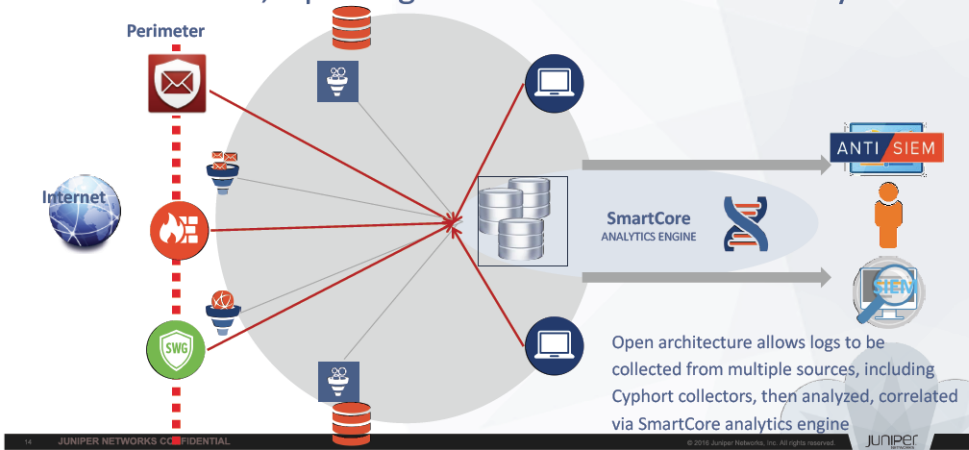 Perimeter
Internet
SWG
SmartCore
ANALYTICS ENGINE
ANTI SIEM
SIEM
Open architecture allows logs to be
collected from multiple sources, including
Cyphort collectors, then analyzed, correlated
via SmartCore analytics engine
14 JUNIPER NETWORKS CONFIDENTIAL
© 2016 Juniper Networks, Inc. All rights reserved.
JUNIPER
NETWORKS